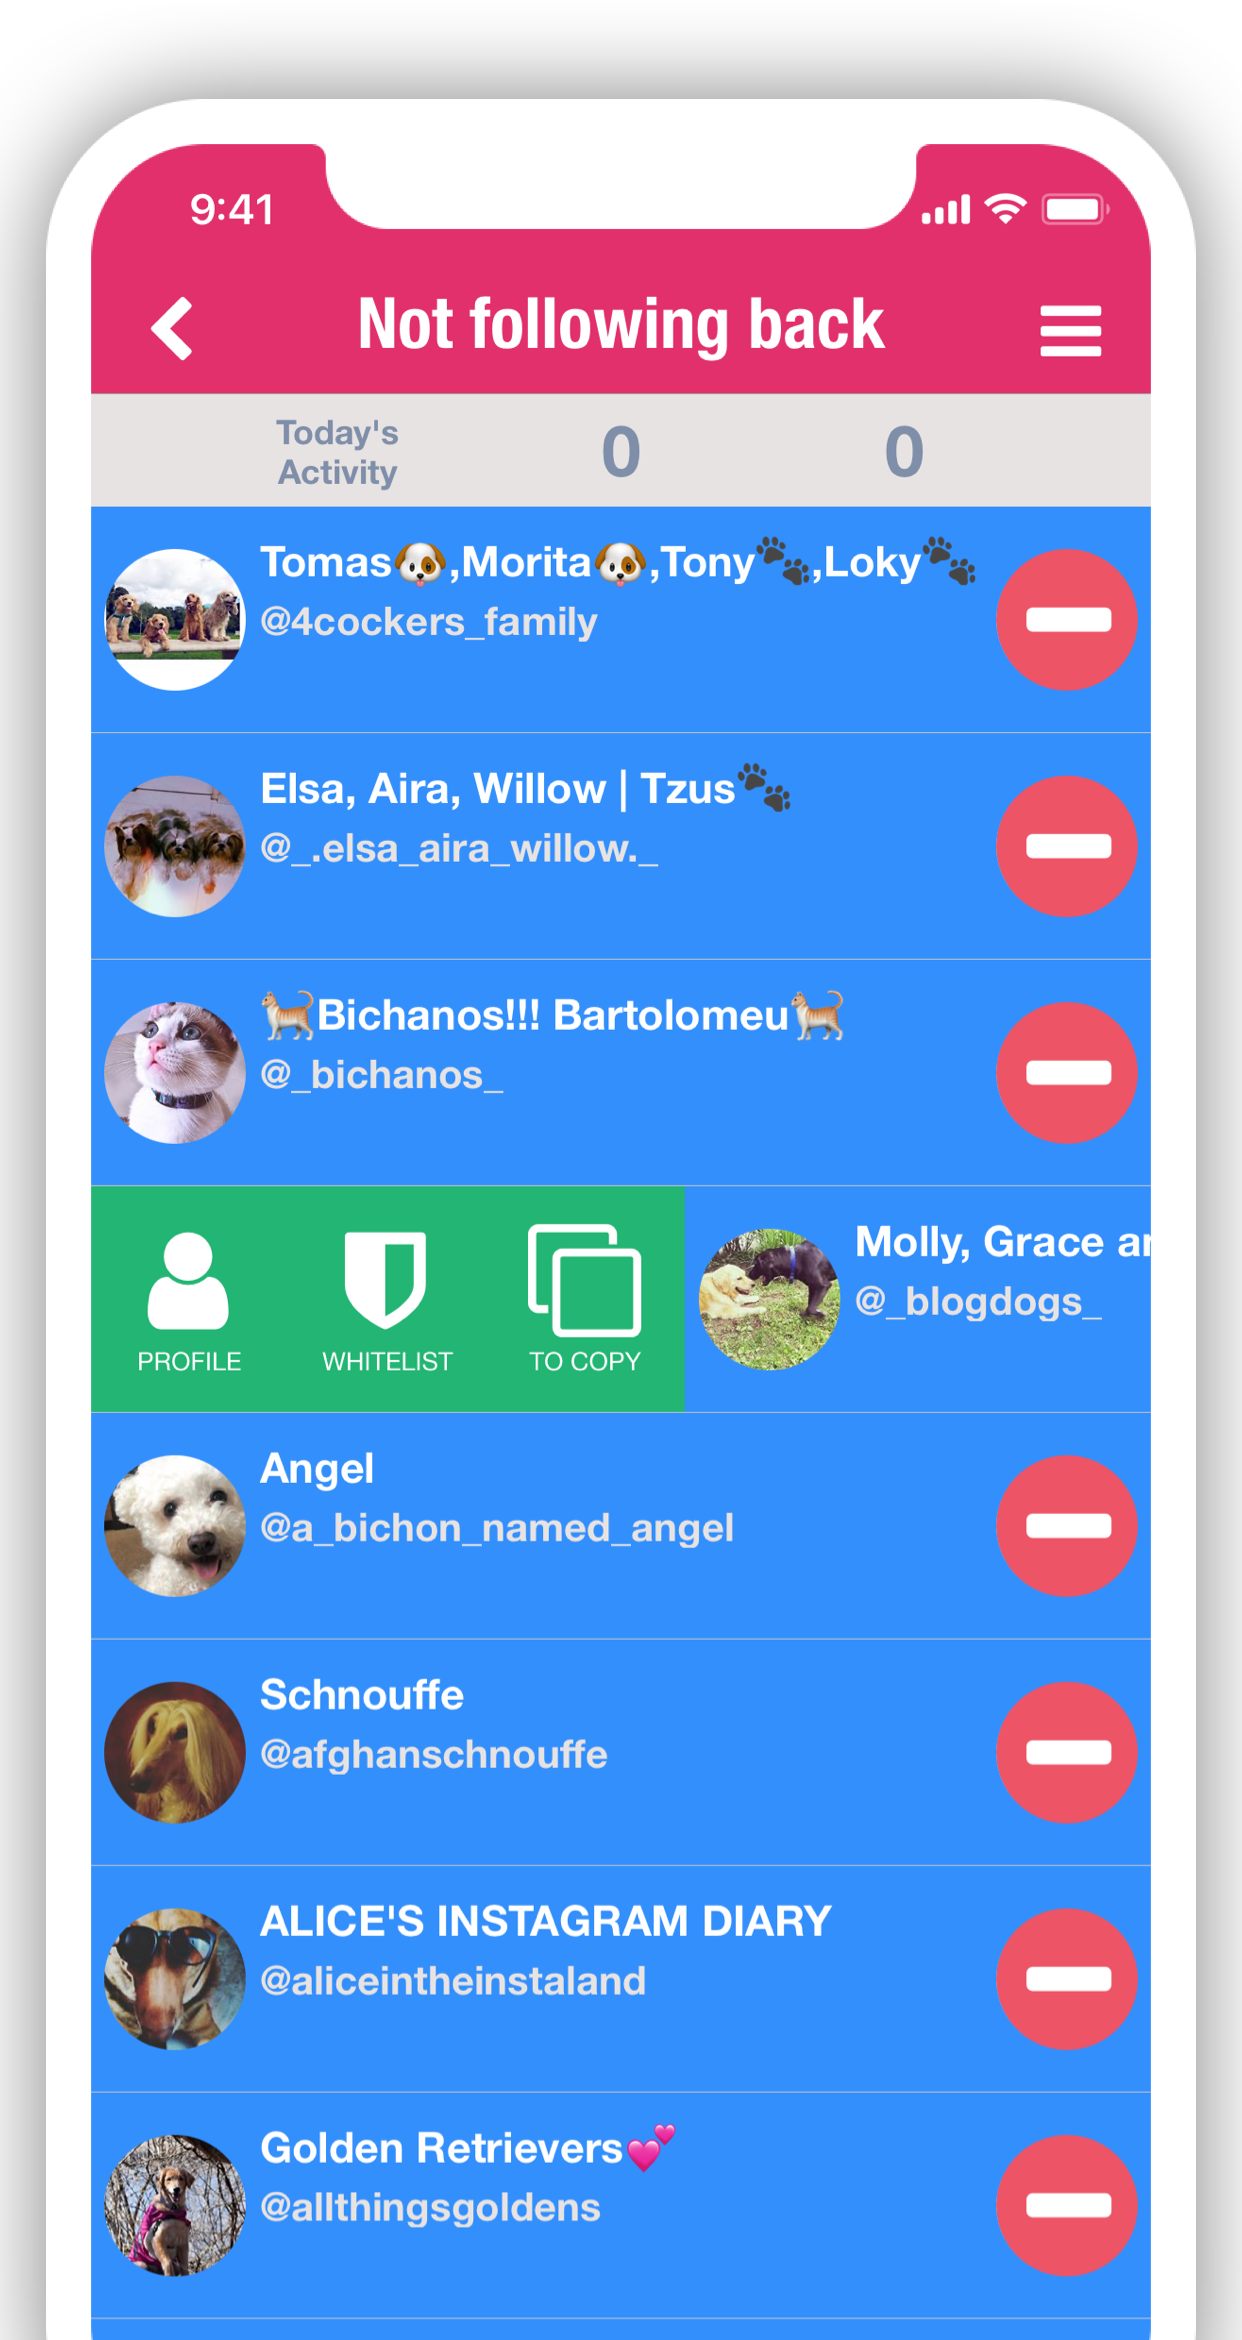 9:41
Not following back
Today's
Activity
0 0
Tomas🐶,Morita🐶,Tony🐾,Loky🐾
@4cockers_family
Elsa, Aira, Willow | Tzus🐾
@_.elsa_aira_willow._
🐈Bichanos!!! Bartolomeu🐈
@_bichanos_
PROFILE WHITELIST TO COPY
Molly, Grace
@_blogdogs_
Angel
@a_bichon_named_angel
Schnouffe
@afghanschnouffe
ALICE'S INSTAGRAM DIARY
@aliceintheinstaland
Golden Retrievers💕
@allthingsgoldens